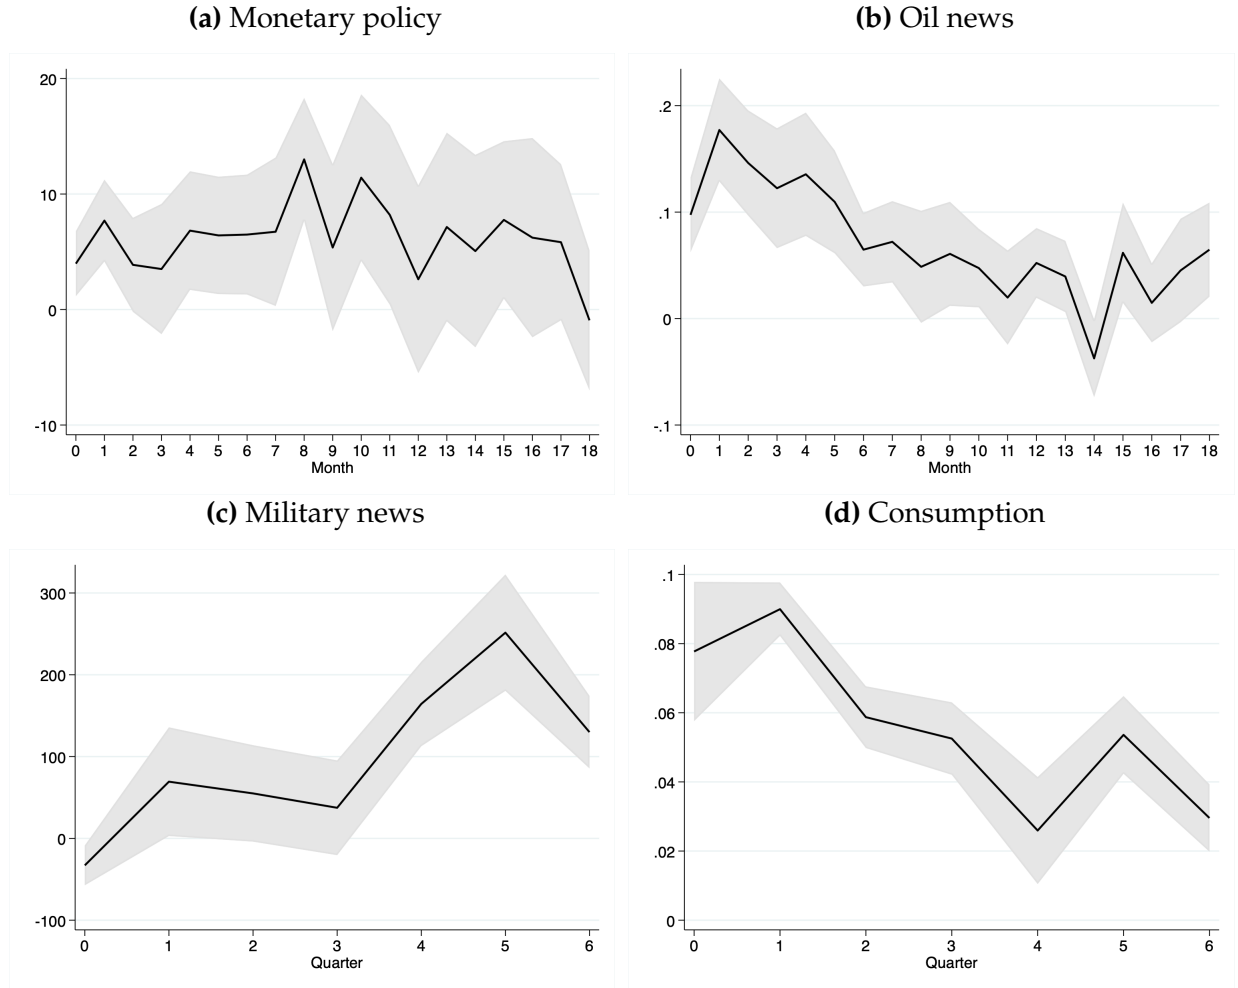 (a) Monetary policy
20
10
0
-10
0 1 2 3 4 5 6 7 8 9 10 11 12 13 14 15 16 17 18
Month
(b) Oil news
.2
.1
0
-.1
0 1 2 3 4 5 6 7 8 9 10 11 12 13 14 15 16 17 18
Month
(c) Military news
300
200
100
0
-100
0 1 2 3 4 5 6
Quarter
(d) Consumption
.1
.08
.06
.04
.02
0
0 1 2 3 4 5 6
Quarter